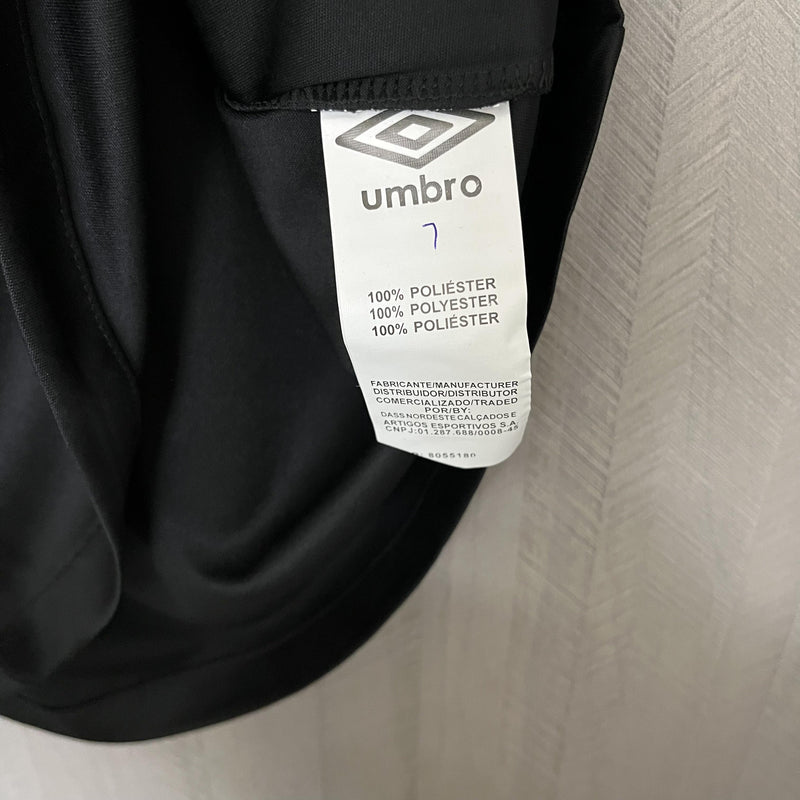 umbro
7
100% POLIÉSTER
100% POLYESTER
100% POLIÉSTER
FABRICANTE/MANUFACTURER
DISTRIBUIDOR/DISTRIBUTOR
COMERCIALIZADO/TRADED
POR/BY:
DASS NORDESTE CALÇADOS E
ARTIGOS ESPORTIVOS S.A.
CNPJ:01.287.688/0008-45
8055180